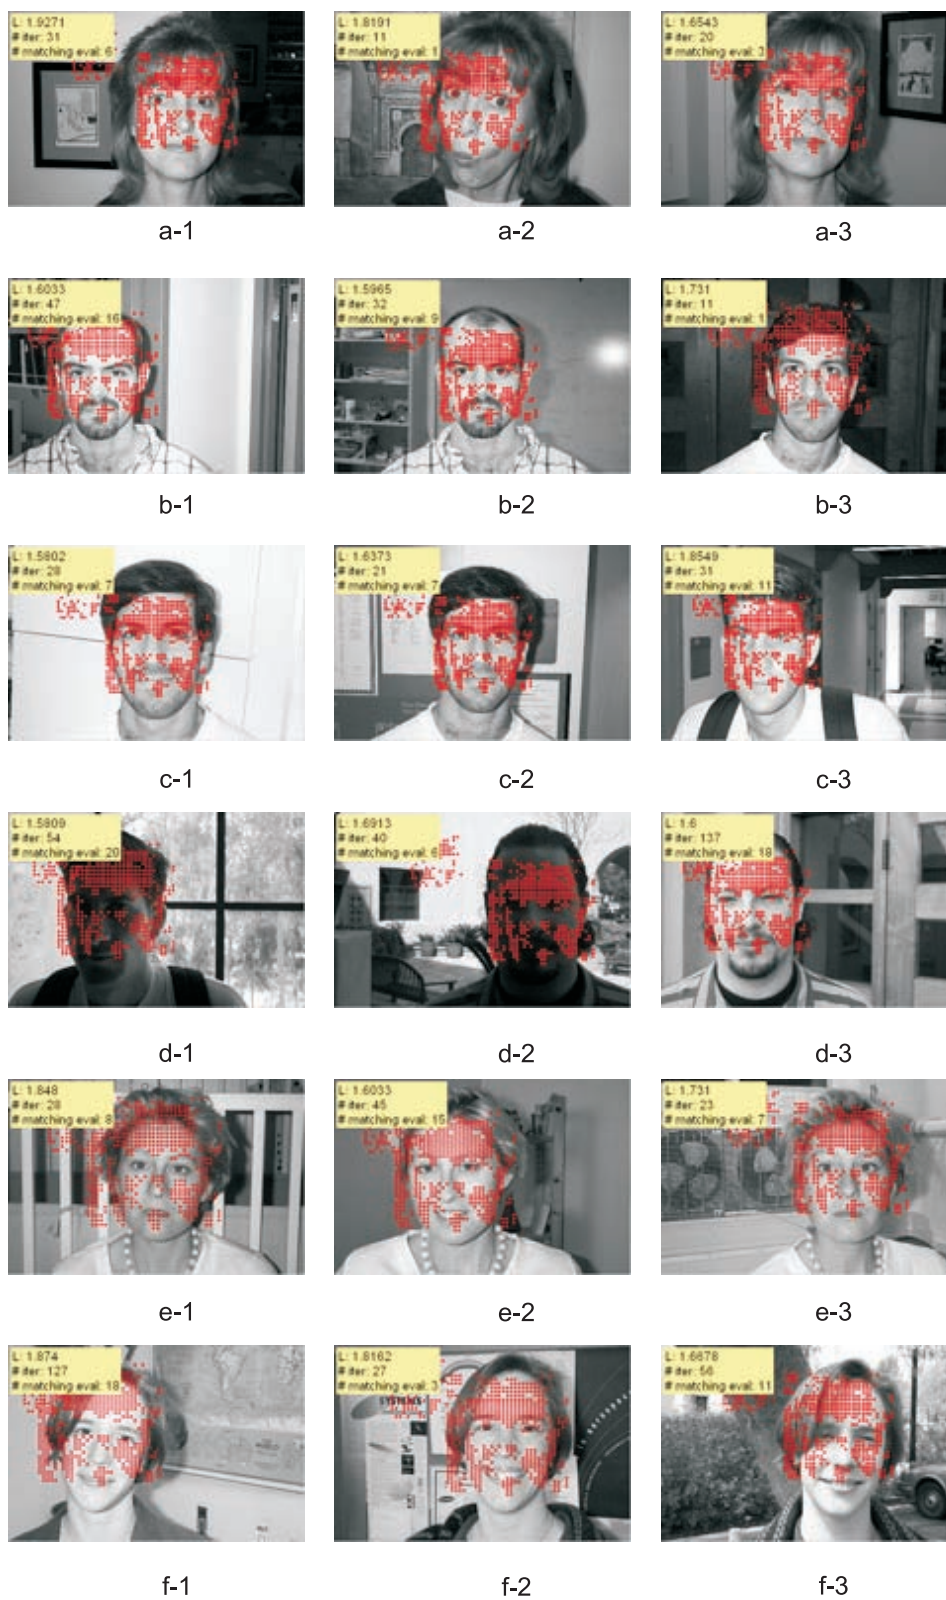 L: 1.9271
# iter: 31
# matching eval: 6
L: 1.8191
# iter: 11
# matching eval: 1
L: 1.6543
# iter: 20
# matching eval: 3
a-1
a-2
a-3
L: 1.6033
# iter: 47
# matching eval: 16
L: 1.5965
# iter: 32
# matching eval: 9
L: 1.731
# iter: 11
# matching eval: 1
b-1
b-2
b-3
L: 1.5802
# iter: 28
# matching eval: 7
L: 1.6373
# iter: 21
# matching eval: 7
L: 1.8549
# iter: 31
# matching eval: 11
c-1
c-2
c-3
L: 1.5809
# iter: 54
# matching eval: 20
L: 1.6913
# iter: 40
# matching eval: 6
L: 1.6
# iter: 137
# matching eval: 18
d-1
d-2
d-3
L: 1.848
# iter: 28
# matching eval: 8
L: 1.6033
# iter: 45
# matching eval: 15
L: 1.731
# iter: 23
# matching eval: 7
e-1
e-2
e-3
L: 1.874
# iter: 127
# matching eval: 18
L: 1.8162
# iter: 27
# matching eval: 3
L: 1.6678
# iter: 56
# matching eval: 11
SYSTEMS
f-1
f-2
f-3